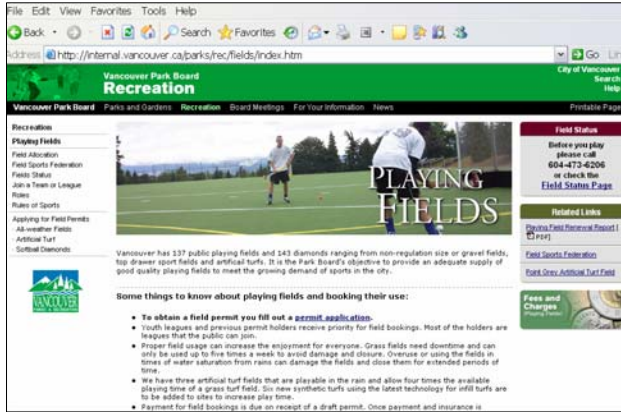 File Edit View Favorites Tools Help
Back Search Favorites
Address http://internal.vancouver.ca/parks/rec/fields/index.htm Go
Vancouver Park Board
Recreation
City of Vancouver
Search
Help
Vancouver Park Board Parks and Gardens Recreation Board Meetings For Your Information News Printable Page
Recreation
Playing Fields
Field Allocation
Field Sports Federation
Fields Status
Join a Team or League
Roles
Rules of Sports
Applying for Field Permits
- All-weather Fields
- Artificial Turf
- Softball Diamonds
VANCOUVER
PLAYING
FIELDS
Vancouver has 137 public playing fields and 143 diamonds ranging from non-regulation size or gravel fields,
top drawer sport fields and artificail turfs. It is the Park Board's objective to provide an adequate supply of
good quality playing fields to meet the growing demand of sports in the city.
Some things to know about playing fields and booking their use:
• To obtain a field permit you fill out a permit application.
• Youth leagues and previous permit holders receive priority for field bookings. Most of the holders are
leagues that the public can join.
• Proper field usage can increase the enjoyment for everyone. Grass fields need downtime and can
only be used up to five times a week to avoid damage and closure. Overuse or using the fields in
times of water saturation from rains can damage the fields and close them for extended periods of
time.
• We have three artificial turf fields that are playable in the rain and allow four times the available
playing time of a grass turf field. Six new synthetic turfs using the latest technology for infill turfs are
to be added to sites to increase play time.
• Payment for field bookings is due on receipt of a draft permit. Once payment and insurance is
Field Status
Before you play
please call
604-473-6206
or check the
Field Status Page
Related Links
Playing Field Renewal Report [
PDF]
Field Sports Federation
Point Grey Artificial Turf Field
Fees and
Charges
(Playing Fields)